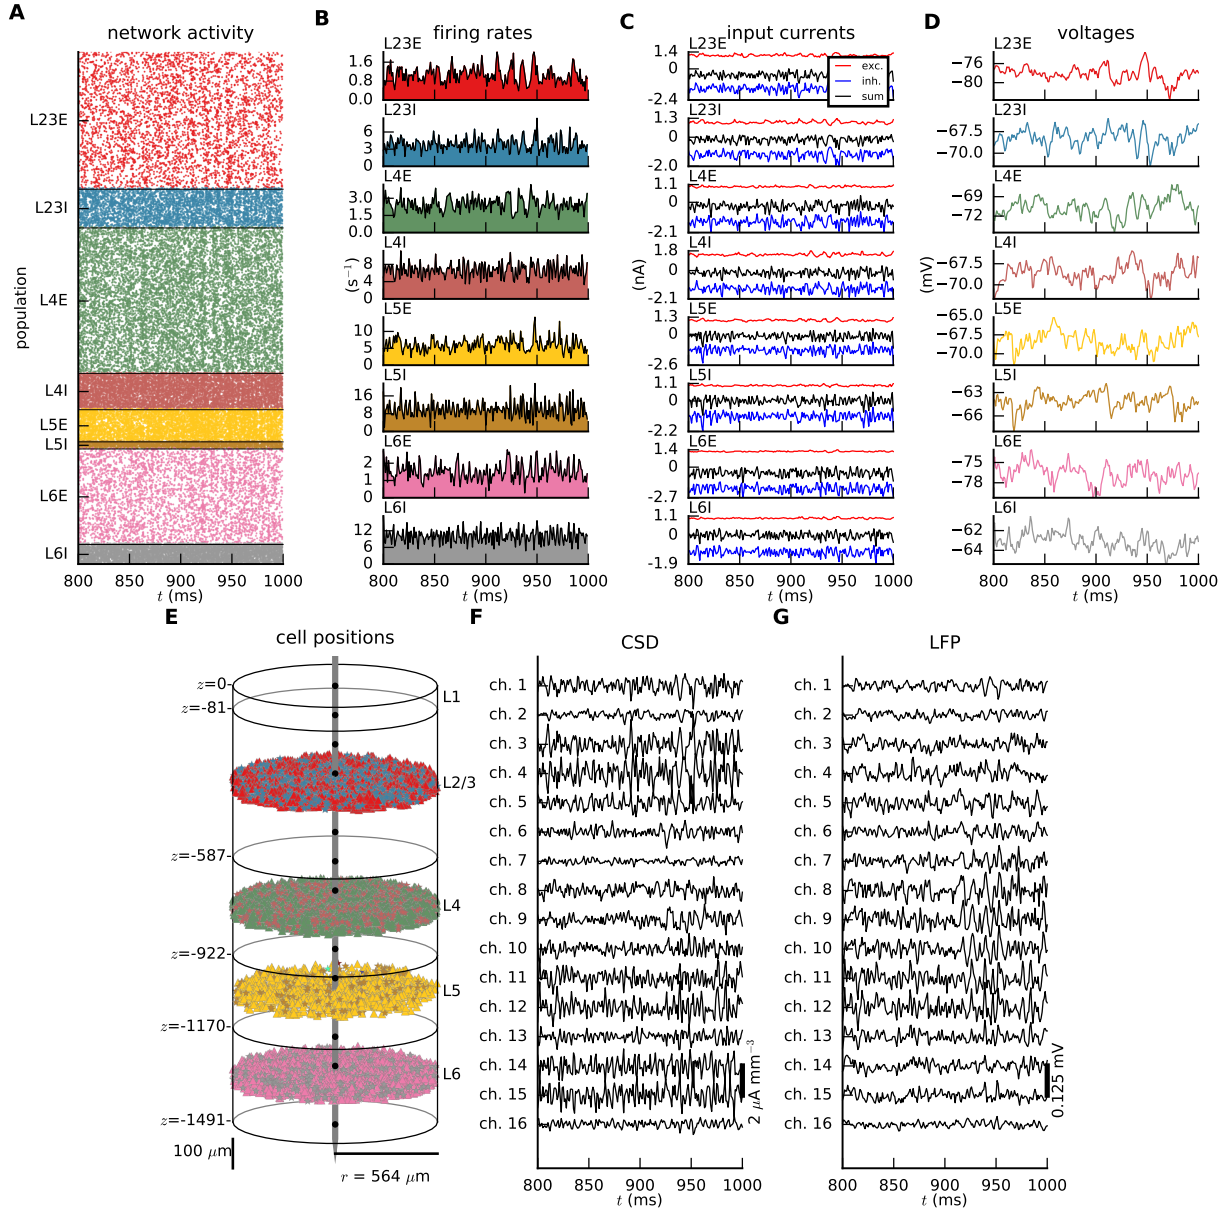 A
network activity
population
L23E
L23I
L4E
L4I
L5E
L5I
L6E
L6I
800 850 900 950 1000
t (ms)
B
firing rates
(s⁻¹)
L23E
1.6
0.8
0.0
L23I
6
3
0
L4E
3.0
1.5
0.0
L4I
8
4
0
L5E
10
5
0
L5I
16
8
0
L6E
2
1
0
L6I
12
6
0
800 850 900 950 1000
t (ms)
C
input currents
(nA)
exc.
inh.
sum
L23E
1.4
0
−2.4
L23I
1.3
0
−2.0
L4E
1.1
0
−2.1
L4I
1.8
0
−2.1
L5E
1.3
0
−2.6
L5I
1.1
0
−2.2
L6E
1.4
0
−2.7
L6I
1.1
0
−1.9
800 850 900 950 1000
t (ms)
D
voltages
(mV)
L23E
−76
−80
L23I
−67.5
−70.0
L4E
−69
−72
L4I
−67.5
−70.0
L5E
−65.0
−67.5
−70.0
L5I
−63
−66
L6E
−75
−78
L6I
−62
−64
800 850 900 950 1000
t (ms)
E
cell positions
z=0-
z=-81-
z=-587-
z=-922-
z=-1170-
z=-1491-
L1
L2/3
L4
L5
L6
100 μm
r = 564 μm
F
CSD
ch. 1
ch. 2
ch. 3
ch. 4
ch. 5
ch. 6
ch. 7
ch. 8
ch. 9
ch. 10
ch. 11
ch. 12
ch. 13
ch. 14
ch. 15
ch. 16
2 μA mm⁻³
800 850 900 950 1000
t (ms)
G
LFP
ch. 1
ch. 2
ch. 3
ch. 4
ch. 5
ch. 6
ch. 7
ch. 8
ch. 9
ch. 10
ch. 11
ch. 12
ch. 13
ch. 14
ch. 15
ch. 16
0.125 mV
800 850 900 950 1000
t (ms)